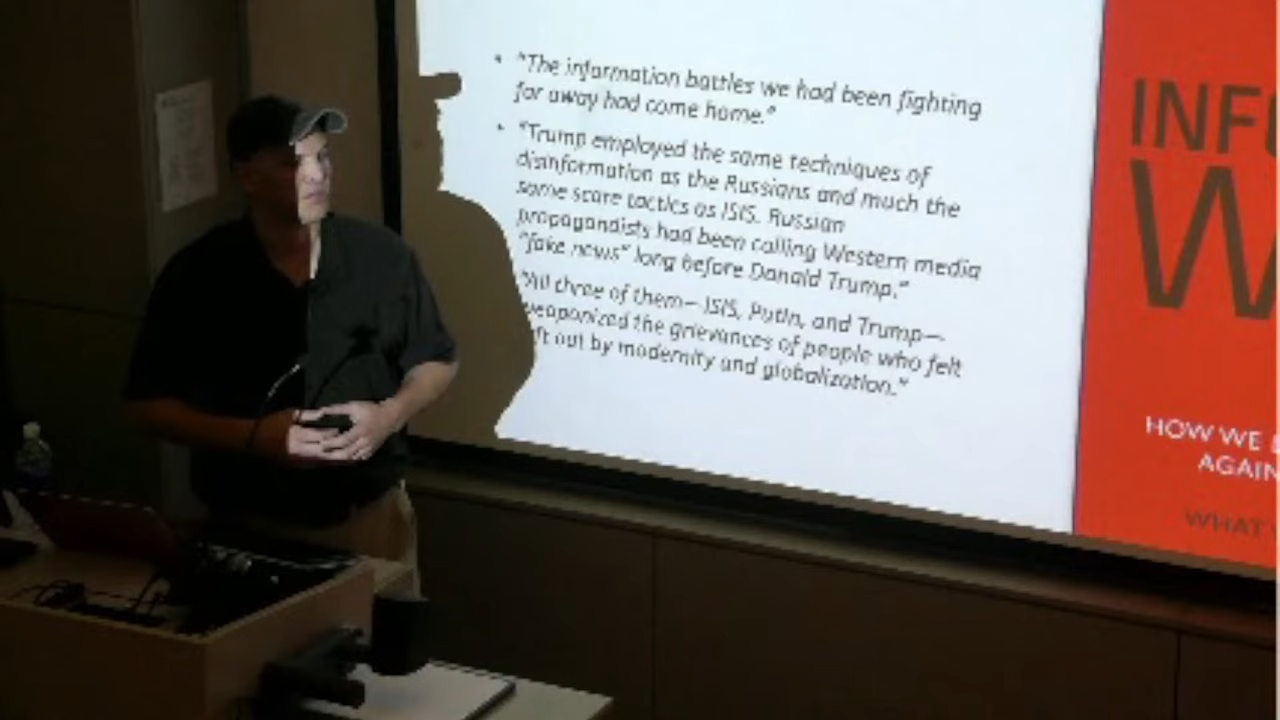 • "The information battles we had been fighting
far away had come home."
• "Trump employed the same techniques of
disinformation as the Russians and much the
same scare tactics as ISIS. Russian
propagandists had been calling Western media
"fake news" long before Donald Trump."
"All three of them—ISIS, Putin, and Trump—
weaponized the grievances of people who felt
ft out by modernity and globalization."
INF
W
HOW WE
AGAIN
WHAT